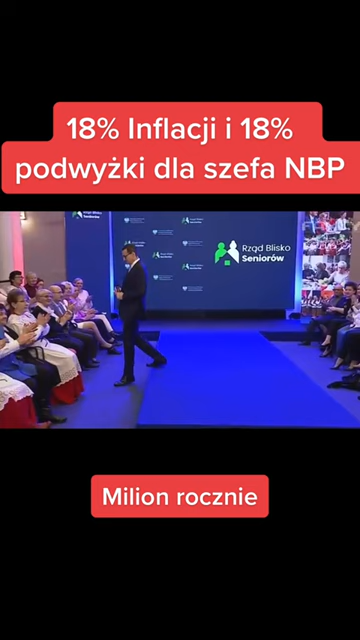 18% Inflacji i 18%
podwyżki dla szefa NBP
Rząd Blisko
Seniorów
Milion rocznie